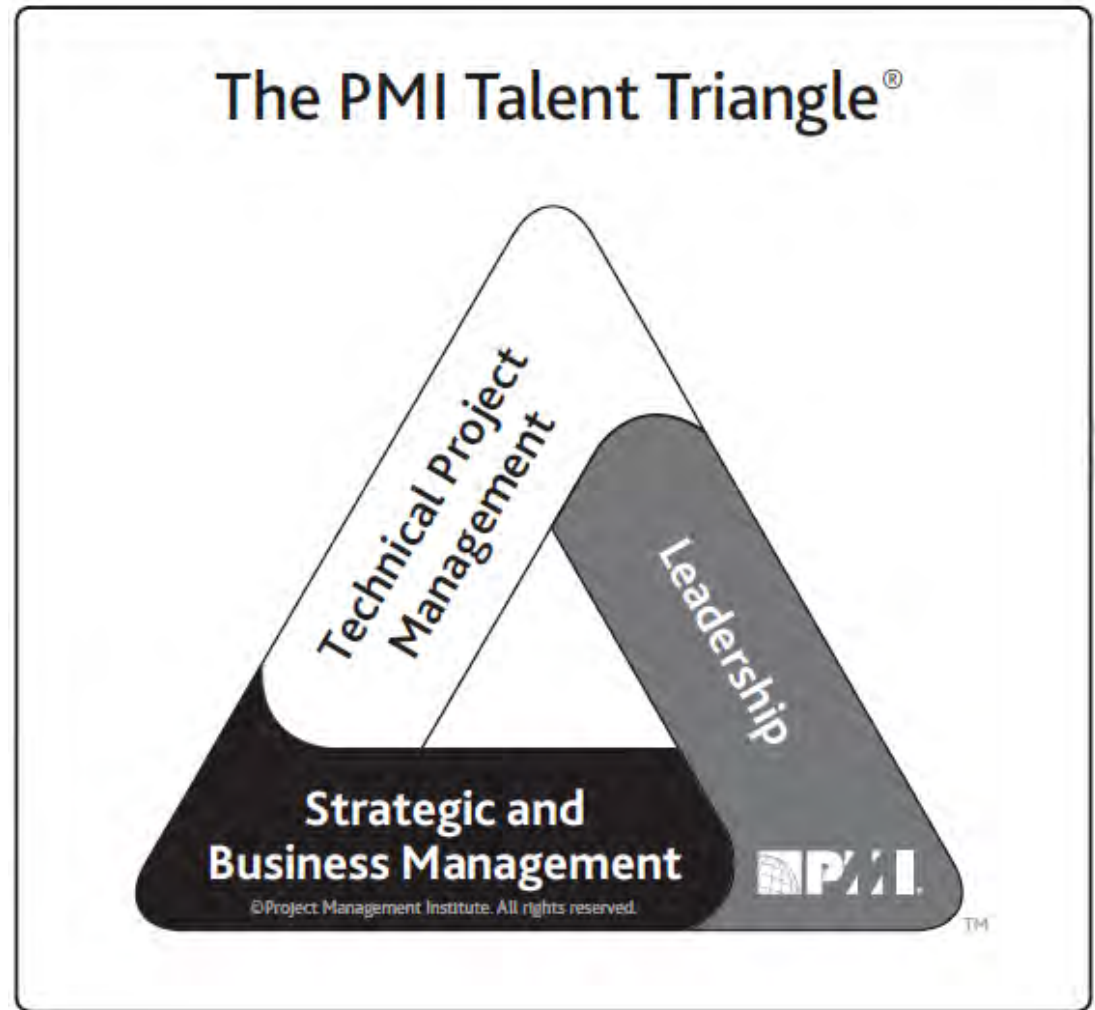 The PMI Talent Triangle®
Technical Project
Management
Leadership
Strategic and
Business Management
©Project Management Institute. All rights reserved.
PMI
TM